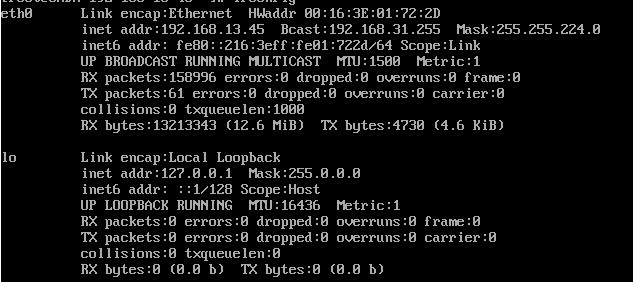 eth0 Link encap:Ethernet HWaddr 00:16:3E:01:72:2D
inet addr:192.168.13.45 Bcast:192.168.31.255 Mask:255.255.224.0
inet6 addr: fe80::216:3eff:fe01:722d/64 Scope:Link
UP BROADCAST RUNNING MULTICAST MTU:1500 Metric:1
RX packets:158996 errors:0 dropped:0 overruns:0 frame:0
TX packets:61 errors:0 dropped:0 overruns:0 carrier:0
collisions:0 txqueuelen:1000
RX bytes:13213343 (12.6 MiB) TX bytes:4730 (4.6 KiB)
lo Link encap:Local Loopback
inet addr:127.0.0.1 Mask:255.0.0.0
inet6 addr: ::1/128 Scope:Host
UP LOOPBACK RUNNING MTU:16436 Metric:1
RX packets:0 errors:0 dropped:0 overruns:0 frame:0
TX packets:0 errors:0 dropped:0 overruns:0 carrier:0
collisions:0 txqueuelen:0
RX bytes:0 (0.0 b) TX bytes:0 (0.0 b)